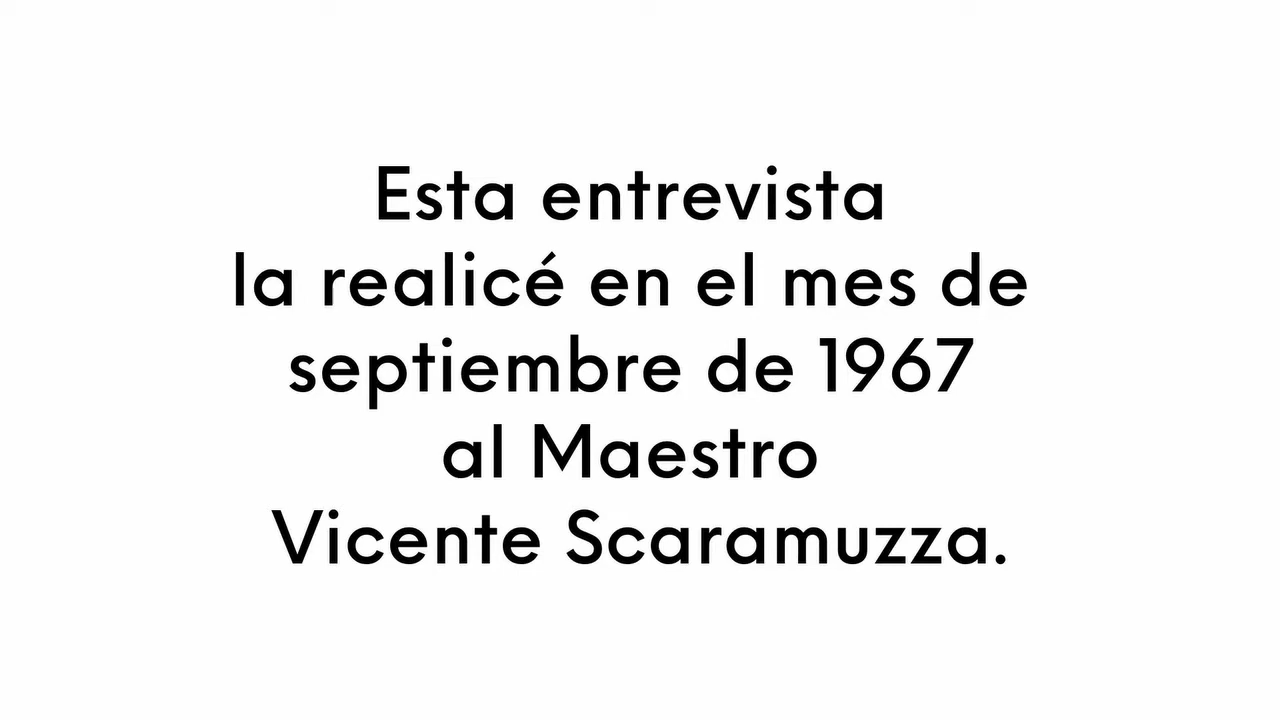 Esta entrevista
la realicé en el mes de
septiembre de 1967
al Maestro
Vicente Scaramuzza.